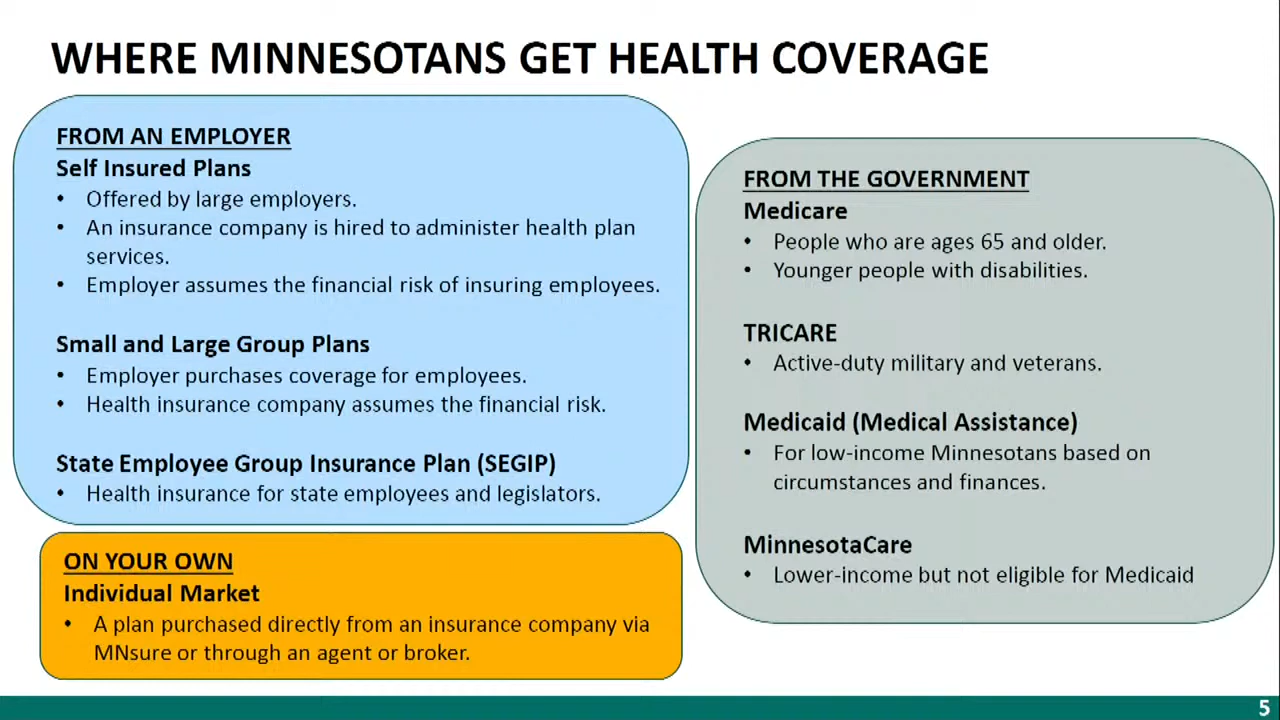 WHERE MINNESOTANS GET HEALTH COVERAGE
FROM AN EMPLOYER
Self Insured Plans
• Offered by large employers.
• An insurance company is hired to administer health plan
services.
• Employer assumes the financial risk of insuring employees.
Small and Large Group Plans
• Employer purchases coverage for employees.
• Health insurance company assumes the financial risk.
State Employee Group Insurance Plan (SEGIP)
• Health insurance for state employees and legislators.
ON YOUR OWN
Individual Market
• A plan purchased directly from an insurance company via
MNsure or through an agent or broker.
FROM THE GOVERNMENT
Medicare
• People who are ages 65 and older.
• Younger people with disabilities.
TRICARE
• Active-duty military and veterans.
Medicaid (Medical Assistance)
• For low-income Minnesotans based on
circumstances and finances.
MinnesotaCare
• Lower-income but not eligible for Medicaid
5